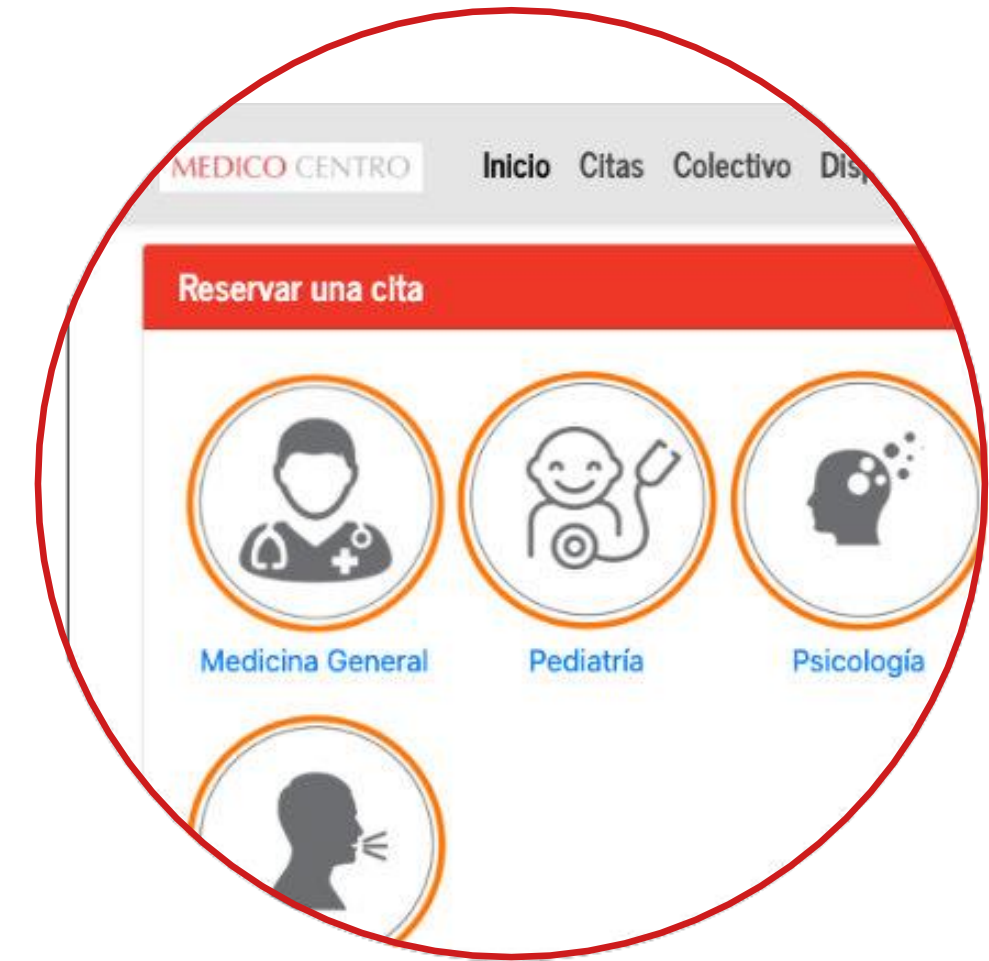 MEDICO CENTRO Inicio Citas Colectivo
Reservar una cita
Medicina General Pediatría Psicología